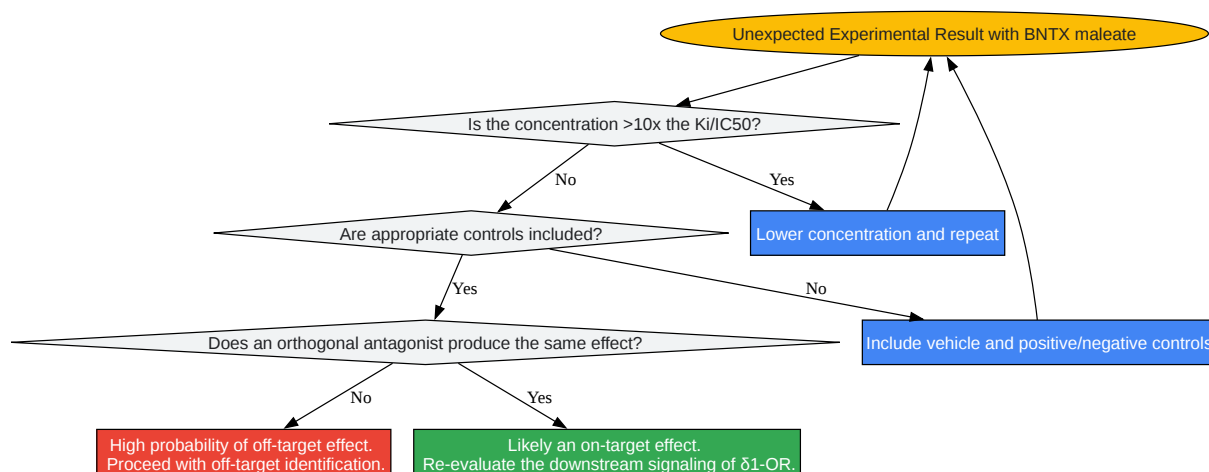 Unexpected Experimental Result with BNTX maleate
Is the concentration >10x the Ki/IC50?
No
Yes
Are appropriate controls included?
Lower concentration and repeat
Yes
No
Does an orthogonal antagonist produce the same effect?
Include vehicle and positive/negative controls
No
Yes
High probability of off-target effect.
Proceed with off-target identification.
Likely an on-target effect.
Re-evaluate the downstream signaling of δ1-OR.